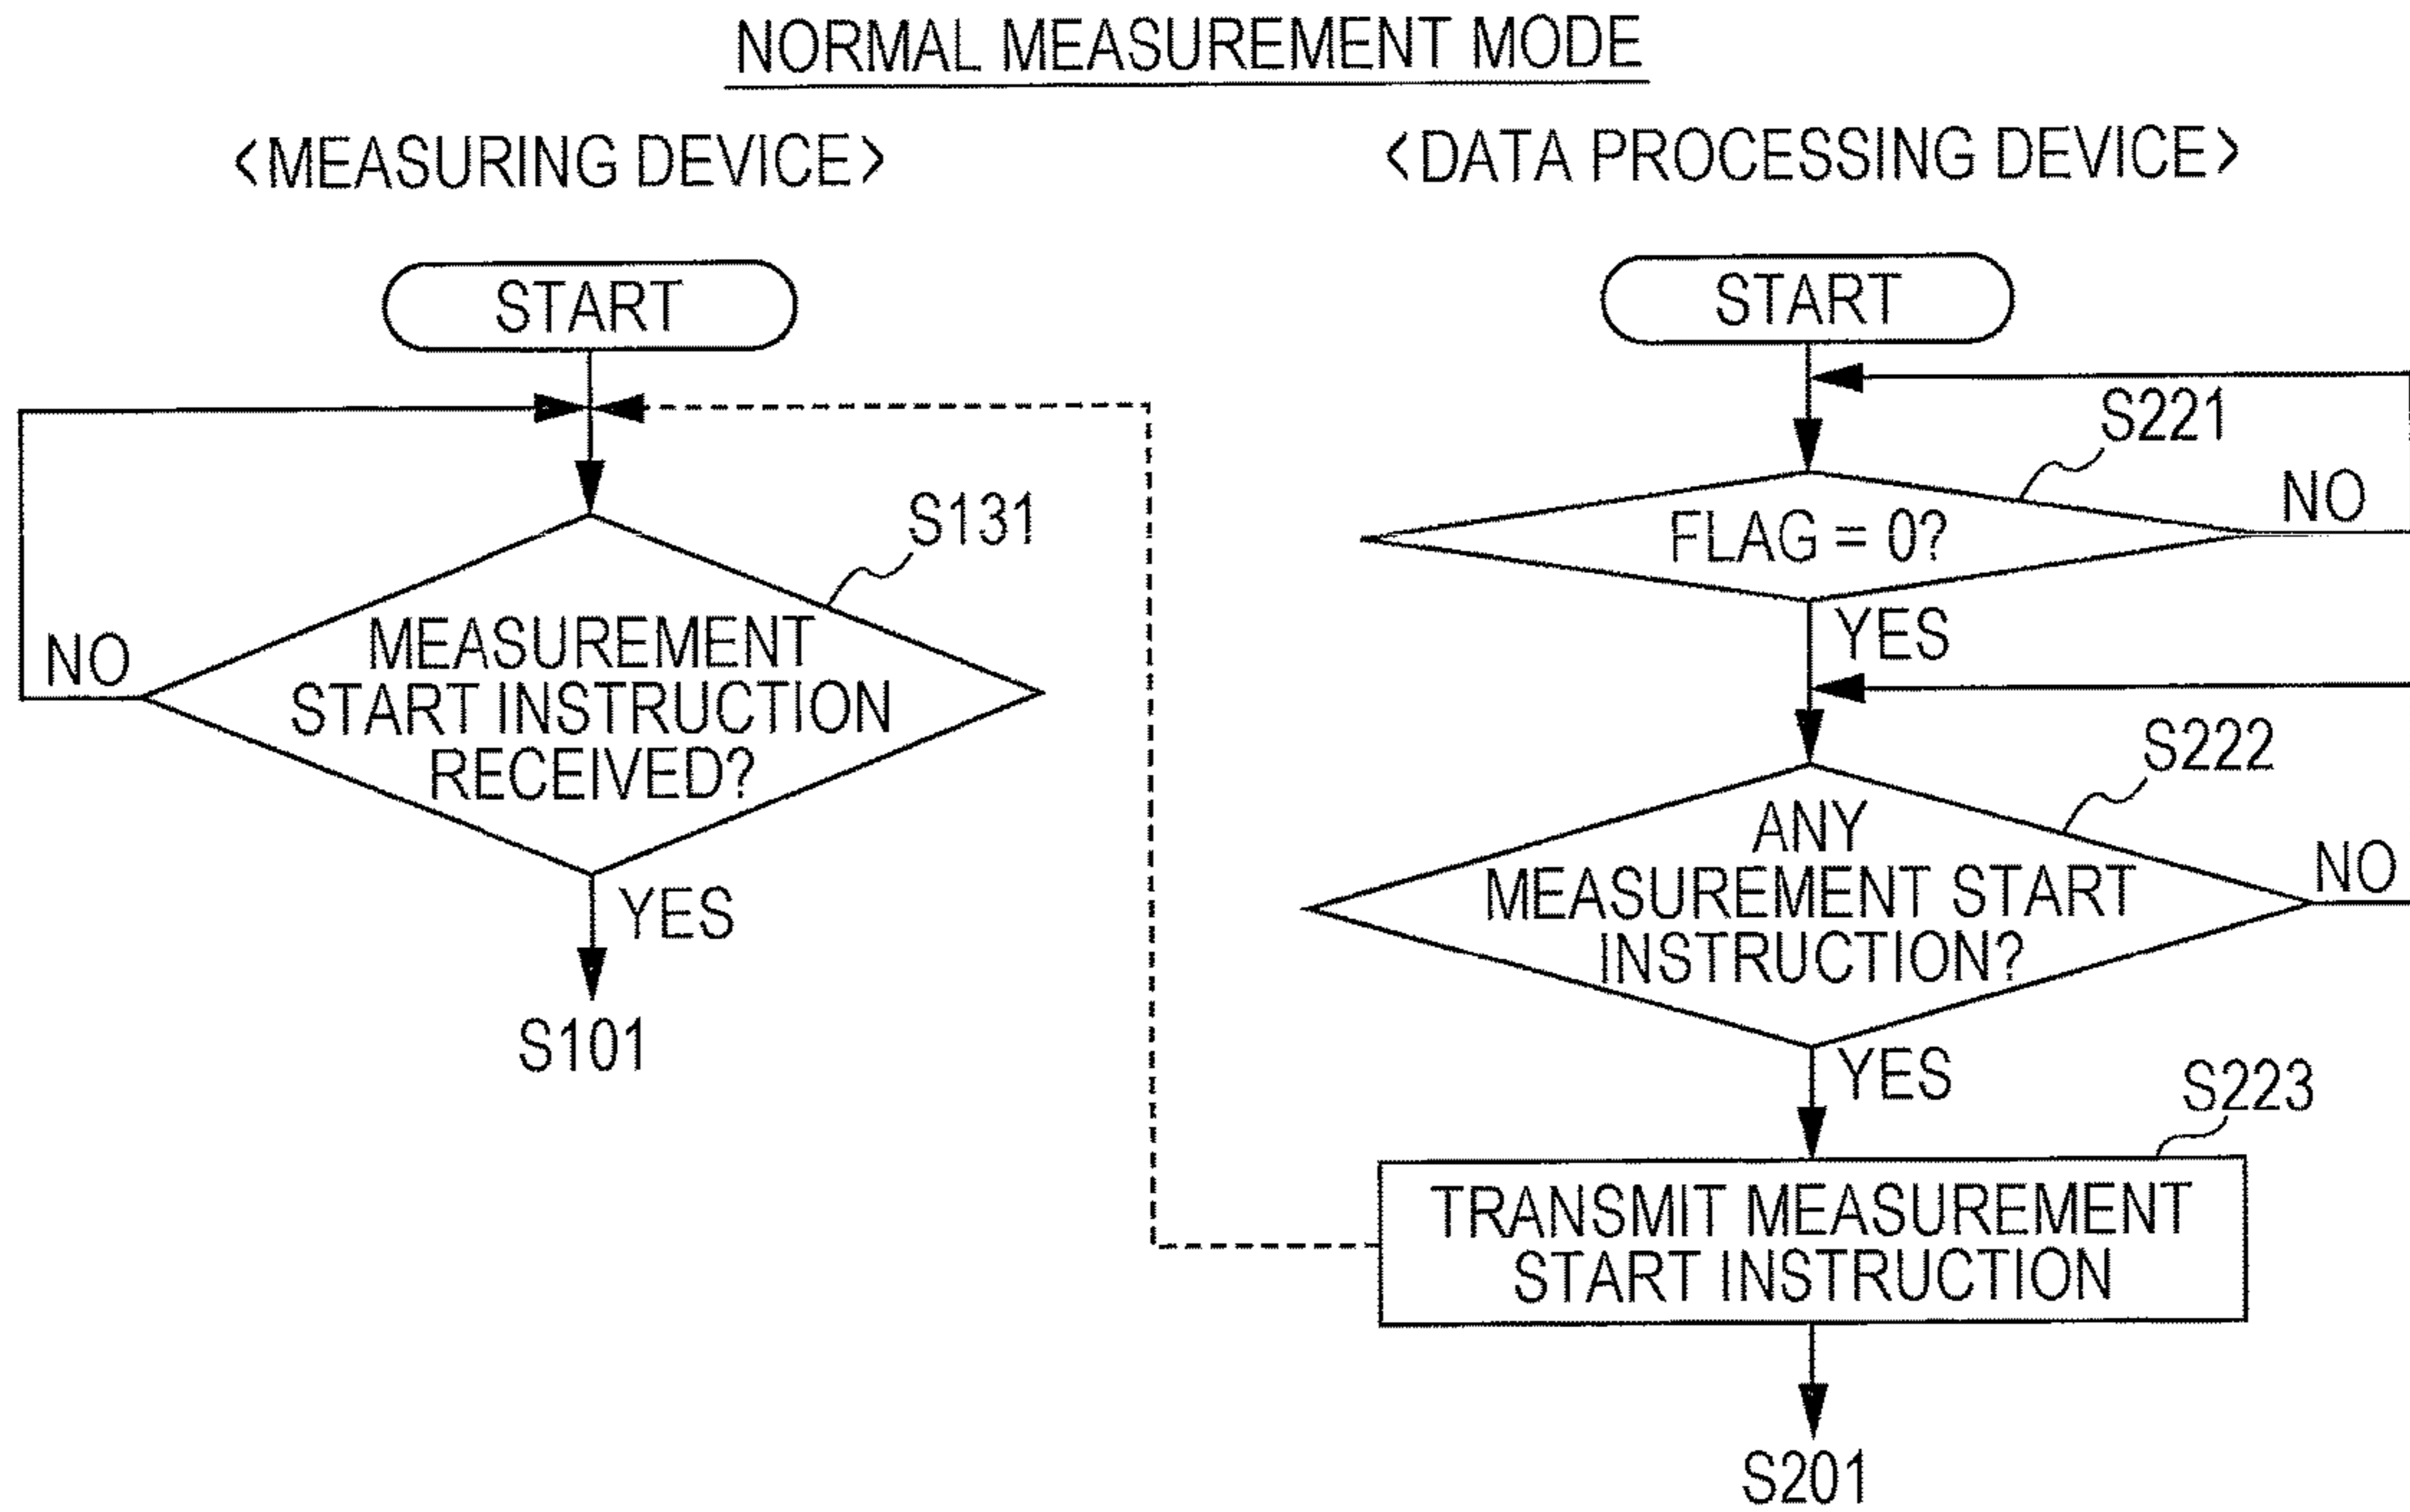 NORMAL MEASUREMENT MODE
<MEASURING DEVICE>
START
S131
MEASUREMENT
START INSTRUCTION
RECEIVED?
NO
YES
S101
<DATA PROCESSING DEVICE>
START
S221
FLAG = 0?
NO
YES
S222
ANY
MEASUREMENT START
INSTRUCTION?
NO
YES
S223
TRANSMIT MEASUREMENT
START INSTRUCTION
S201